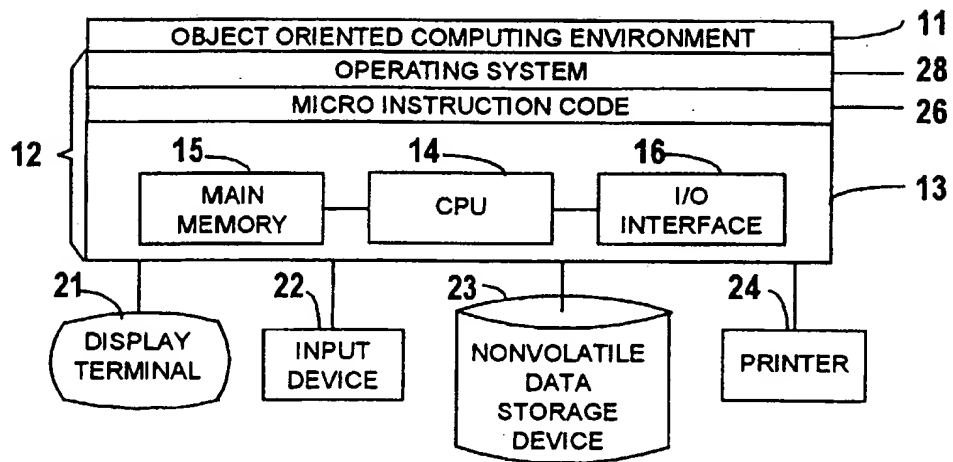 OBJECT ORIENTED COMPUTING ENVIRONMENT
11
OPERATING SYSTEM
28
MICRO INSTRUCTION CODE
26
12
15
14
16
13
MAIN
MEMORY
CPU
I/O
INTERFACE
21
22
23
24
DISPLAY
TERMINAL
INPUT
DEVICE
NONVOLATILE
DATA
STORAGE
DEVICE
PRINTER